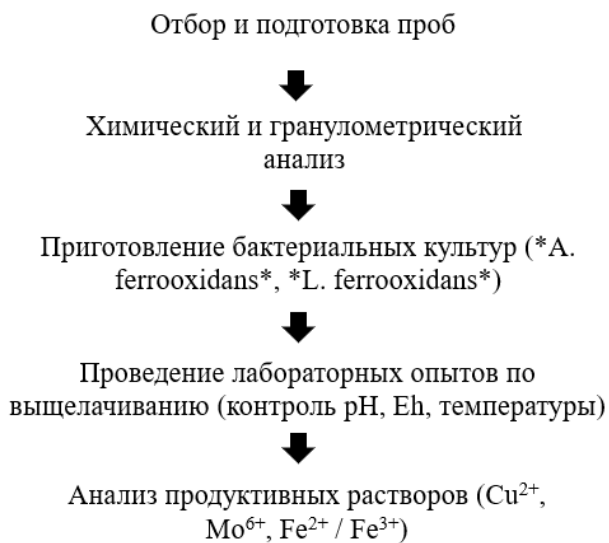 Отбор и подготовка проб
Химический и гранулометрический
анализ
Приготовление бактериальных культур (*A.
ferrooxidans*, *L. ferrooxidans*)
Проведение лабораторных опытов по
выщелачиванию (контроль pH, Eh, температуры)
Анализ продуктивных растворов (Cu²⁺,
Mo⁶⁺, Fe²⁺ / Fe³⁺)